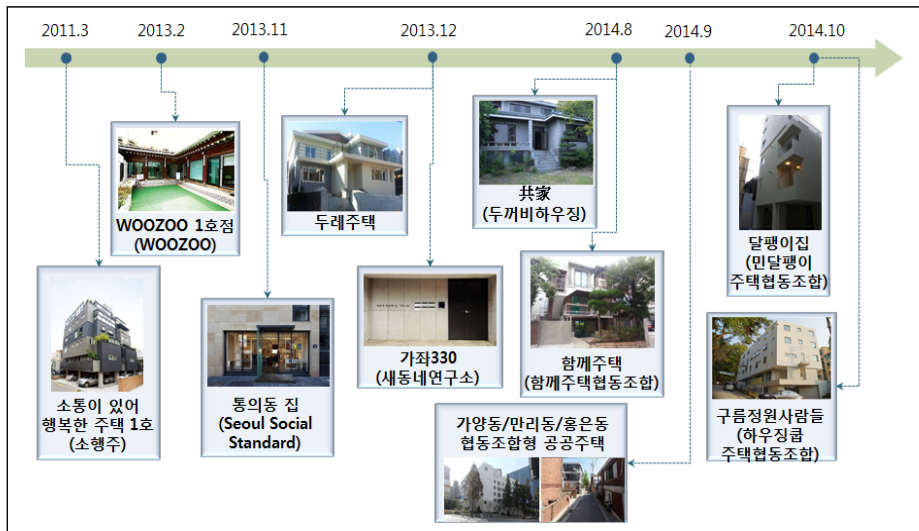 2011.3
2013.2
2013.11
2013.12
2014.8
2014.9
2014.10
소통이 있어
행복한 주택 1호
(소행주)
WOOZOO 1호점
(WOOZOO)
통의동 집
(Seoul Social
Standard)
두레주택
가좌330
(새동네연구소)
共家
(두꺼비하우징)
함께주택
(함께주택협동조합)
가양동/만리동/홍은동
협동조합형 공공주택
달팽이집
(민달팽이
주택협동조합)
구름정원사람들
(하우징쿱
주택협동조합)